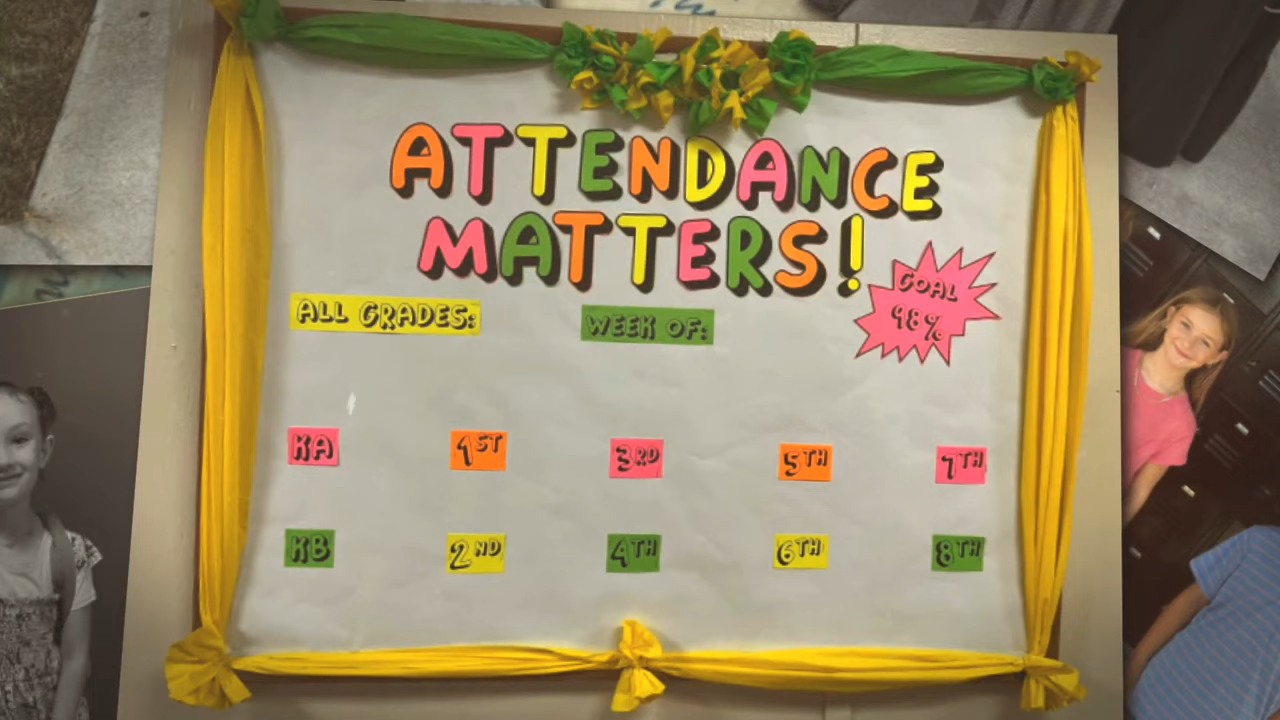 ATTENDANCE
MATTERS!
GOAL
98%
ALL GRADES:
WEEK OF:
KA
1ST
3RD
5TH
7TH
KB
2ND
4TH
6TH
8TH